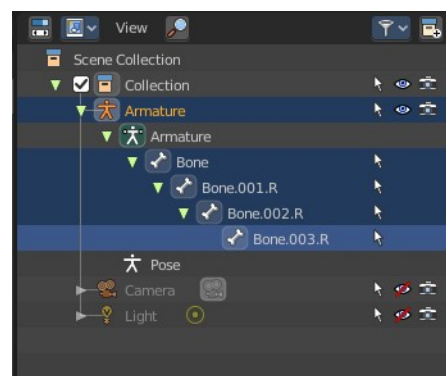 View
Scene Collection
Collection
Armature
Armature
Bone
Bone.001.R
Bone.002.R
Bone.003.R
Pose
Camera
Light